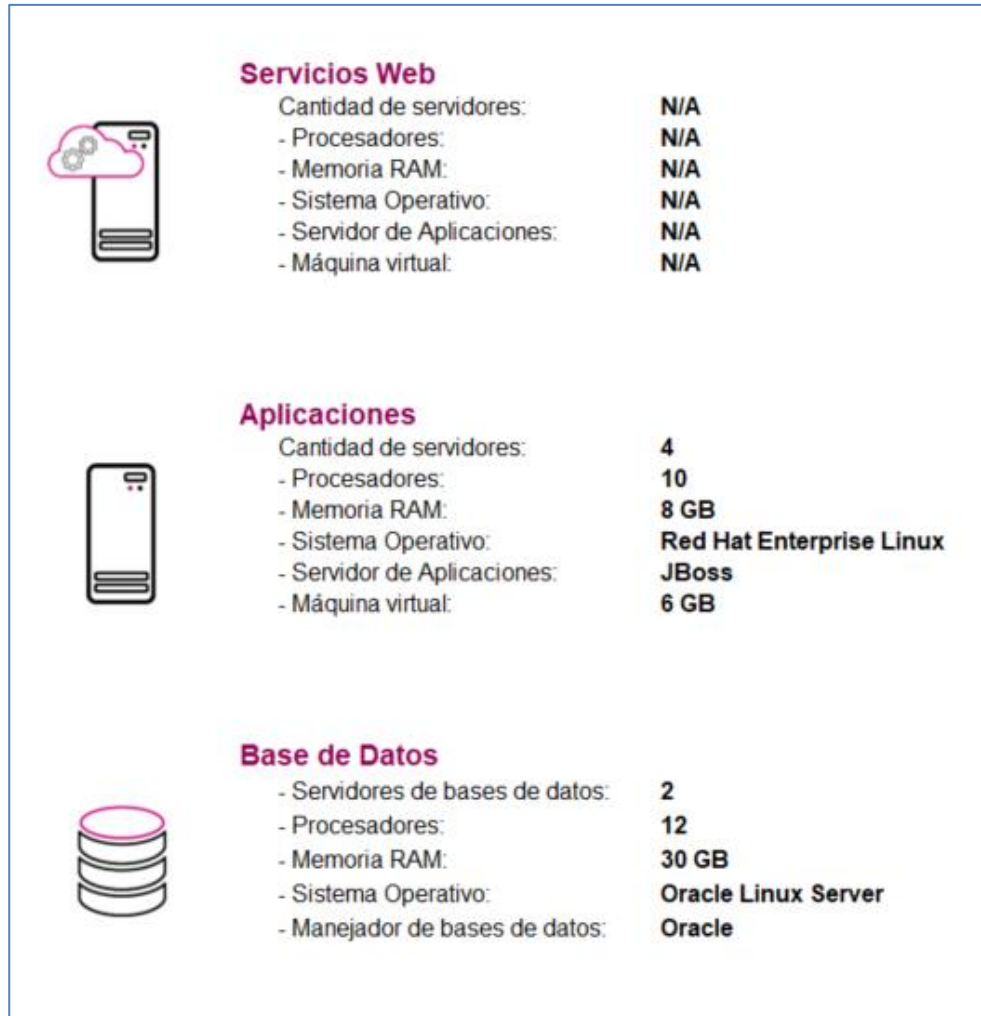 Servicios Web
Cantidad de servidores: N/A
- Procesadores: N/A
- Memoria RAM: N/A
- Sistema Operativo: N/A
- Servidor de Aplicaciones: N/A
- Máquina virtual: N/A
Aplicaciones
Cantidad de servidores: 4
- Procesadores: 10
- Memoria RAM: 8 GB
- Sistema Operativo: Red Hat Enterprise Linux
- Servidor de Aplicaciones: JBoss
- Máquina virtual: 6 GB
Base de Datos
- Servidores de bases de datos: 2
- Procesadores: 12
- Memoria RAM: 30 GB
- Sistema Operativo: Oracle Linux Server
- Manejador de bases de datos: Oracle